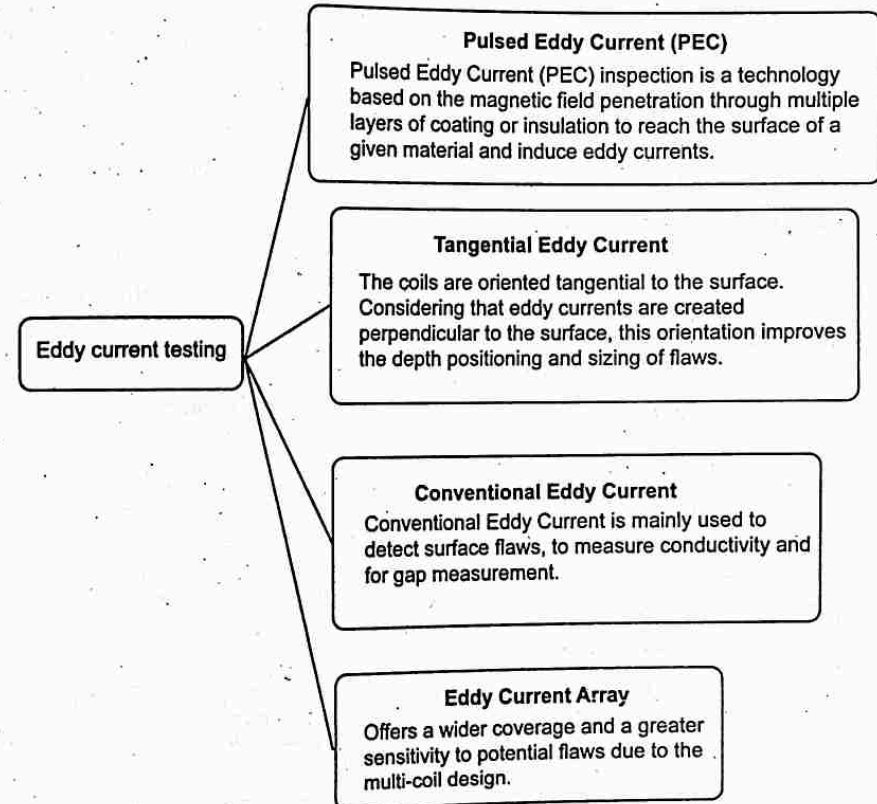 Pulsed Eddy Current (PEC)
Pulsed Eddy Current (PEC) inspection is a technology
based on the magnetic field penetration through multiple
layers of coating or insulation to reach the surface of a
given material and induce eddy currents.
Tangential Eddy Current
The coils are oriented tangential to the surface.
Considering that eddy currents are created
perpendicular to the surface, this orientation improves
the depth positioning and sizing of flaws.
Eddy current testing
Conventional Eddy Current
Conventional Eddy Current is mainly used to
detect surface flaws, to measure conductivity and
for gap measurement.
Eddy Current Array
Offers a wider coverage and a greater
sensitivity to potential flaws due to the
multi-coil design.